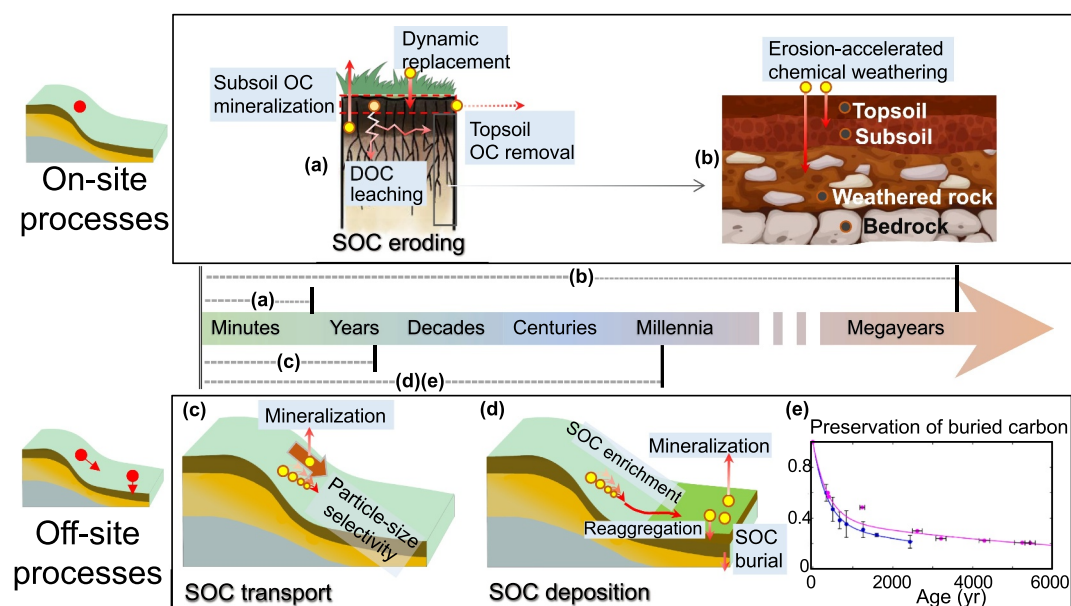 On-site
processes
Dynamic
replacement
Subsoil OC
mineralization
Topsoil
OC removal
(a)
DOC
leaching
SOC eroding
Erosion-accelerated
chemical weathering
Topsoil
Subsoil
(b)
Weathered rock
Bedrock
(b)
(a)
Minutes
Years
Decades
Centuries
Millennia
Megayears
(c)
(d)(e)
Off-site
processes
(c)
Mineralization
Particle-size
selectivity
SOC transport
(d)
SOC enrichment
Mineralization
Reaggregation
SOC
burial
SOC deposition
(e)
Preservation of buried carbon
0.8
0.4
0
0
2000
4000
6000
Age (yr)